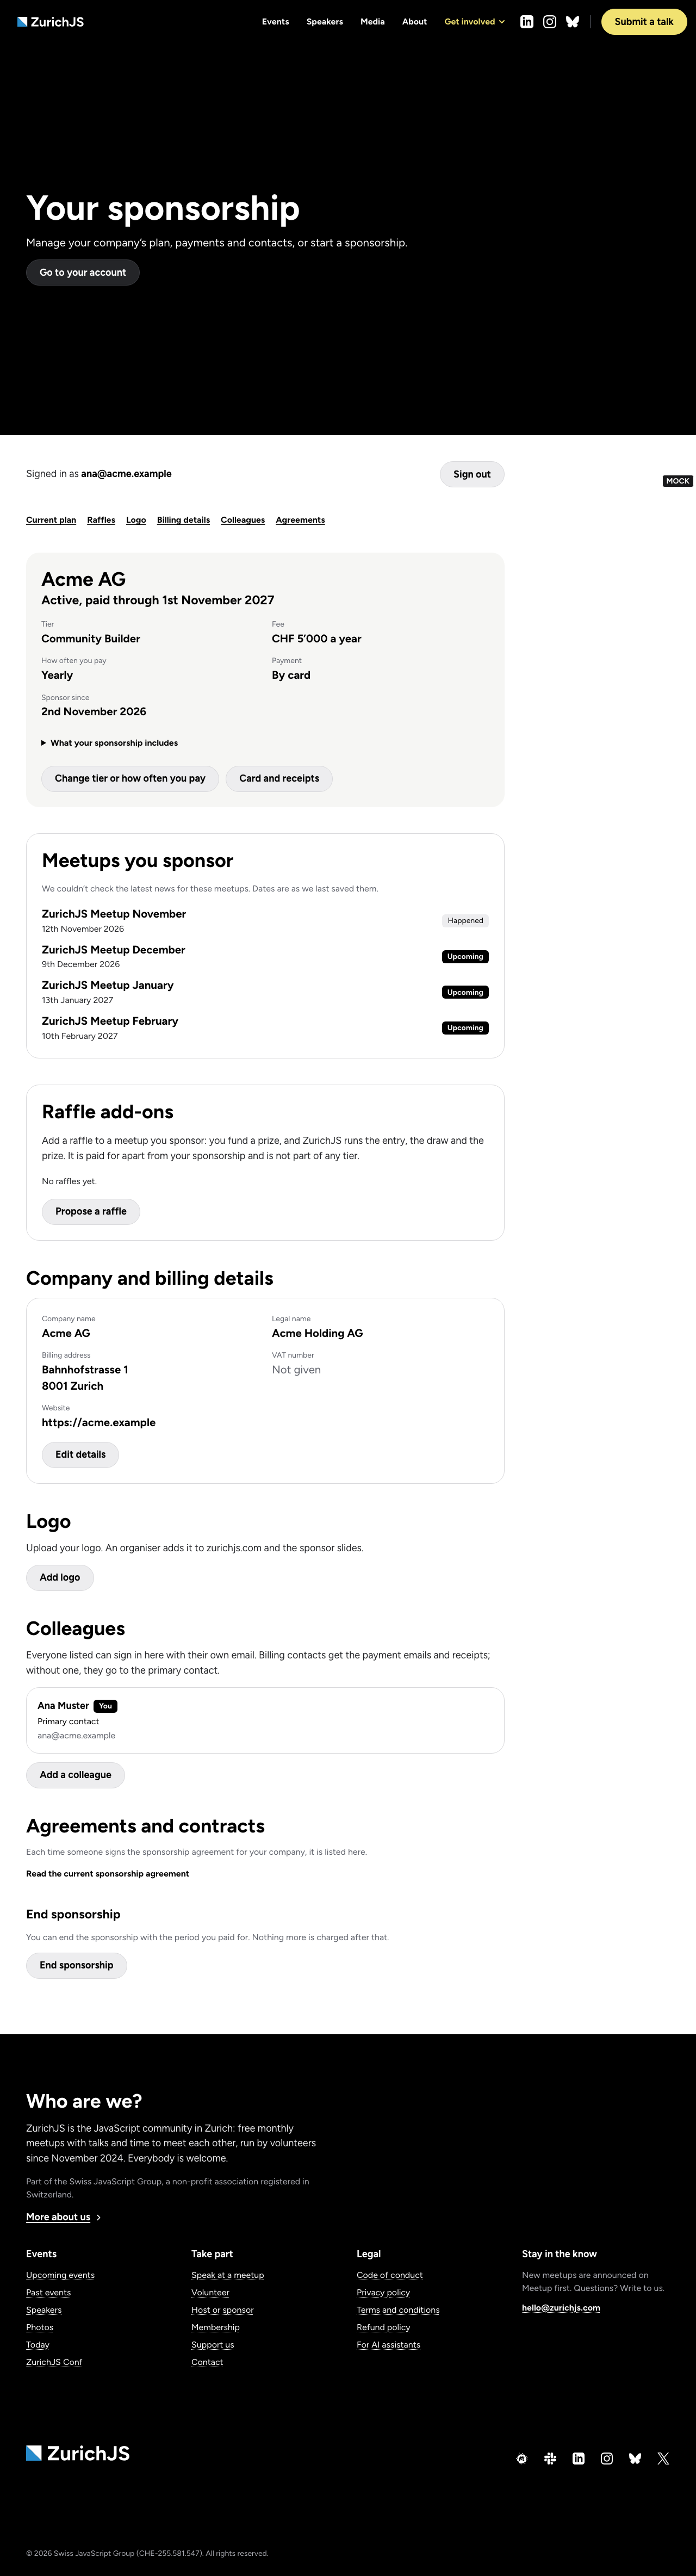 ZurichJS
Events
Speakers
Media
About
Get involved
Submit a talk
Your sponsorship
Manage your company’s plan, payments and contacts, or start a sponsorship.
Go to your account
Signed in as ana@acme.example
Sign out
MOCK
Current plan
Raffles
Logo
Billing details
Colleagues
Agreements
Acme AG
Active, paid through 1st November 2027
Tier
Community Builder
Fee
CHF 5’000 a year
How often you pay
Yearly
Payment
By card
Sponsor since
2nd November 2026
What your sponsorship includes
Change tier or how often you pay
Card and receipts
Meetups you sponsor
We couldn't check the latest news for these meetups. Dates are as we last saved them.
ZurichJS Meetup November
12th November 2026
Happened
ZurichJS Meetup December
9th December 2026
Upcoming
ZurichJS Meetup January
13th January 2027
Upcoming
ZurichJS Meetup February
10th February 2027
Upcoming
Raffle add-ons
Add a raffle to a meetup you sponsor: you fund a prize, and ZurichJS runs the entry, the draw and the
prize. It is paid for apart from your sponsorship and is not part of any tier.
No raffles yet.
Propose a raffle
Company and billing details
Company name
Acme AG
Legal name
Acme Holding AG
Billing address
Bahnhofstrasse 1
8001 Zurich
VAT number
Not given
Website
https://acme.example
Edit details
Logo
Upload your logo. An organiser adds it to zurichjs.com and the sponsor slides.
Add logo
Colleagues
Everyone listed can sign in here with their own email. Billing contacts get the payment emails and receipts;
without one, they go to the primary contact.
Ana Muster
You
Primary contact
ana@acme.example
Add a colleague
Agreements and contracts
Each time someone signs the sponsorship agreement for your company, it is listed here.
Read the current sponsorship agreement
End sponsorship
You can end the sponsorship with the period you paid for. Nothing more is charged after that.
End sponsorship
Who are we?
ZurichJS is the JavaScript community in Zurich: free monthly
meetups with talks and time to meet each other, run by volunteers
since November 2024. Everybody is welcome.
Part of the Swiss JavaScript Group, a non-profit association registered in
Switzerland.
More about us
Events
Upcoming events
Past events
Speakers
Photos
Today
ZurichJS Conf
Take part
Speak at a meetup
Volunteer
Host or sponsor
Membership
Support us
Contact
Legal
Code of conduct
Privacy policy
Terms and conditions
Refund policy
For AI assistants
Stay in the know
New meetups are announced on
Meetup first. Questions? Write to us.
hello@zurichjs.com
ZurichJS
© 2026 Swiss JavaScript Group (CHE-255.581.547). All rights reserved.